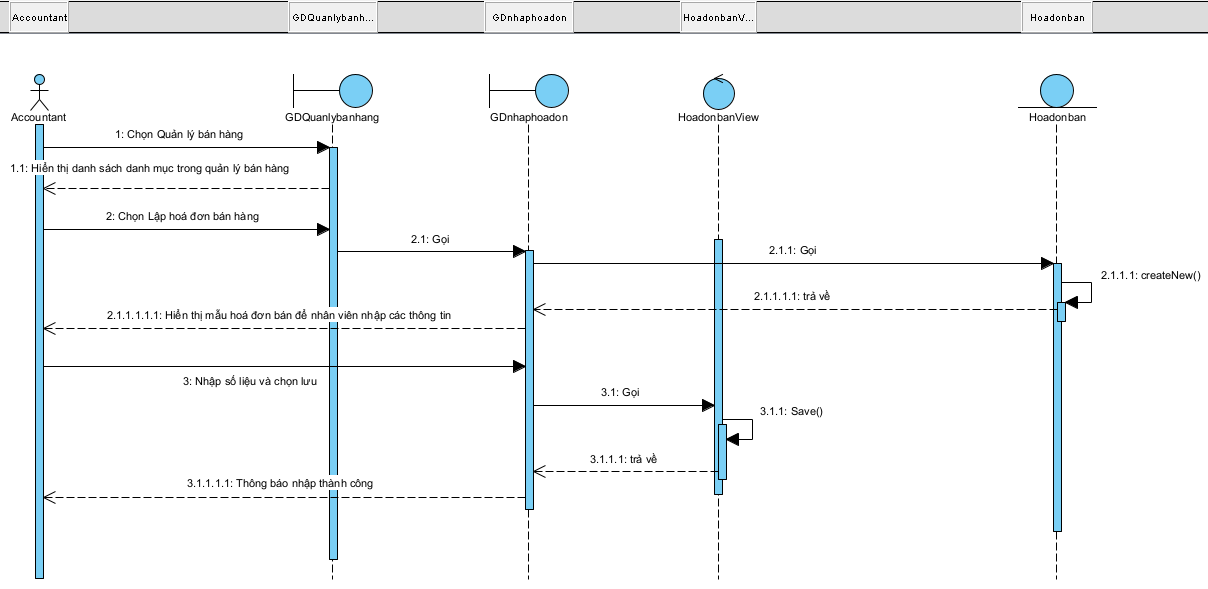 Accountant
GDQuanlybanh...
GDnhaphoadon
HoadonbanV...
Hoadonban
Accountant
GDQuanlybanhang
GDnhaphoadon
HoadonbanView
Hoadonban
1: Chọn Quản lý bán hàng
1.1: Hiển thị danh sách danh mục trong quản lý bán hàng
2: Chọn Lập hoá đơn bán hàng
2.1: Gọi
2.1.1: Gọi
2.1.1.1: createNew()
2.1.1.1.1: trả về
2.1.1.1.1.1: Hiển thị mẫu hoá đơn bán để nhân viên nhập các thông tin
3: Nhập số liệu và chọn lưu
3.1: Gọi
3.1.1: Save()
3.1.1.1: trả về
3.1.1.1.1: Thông báo nhập thành công